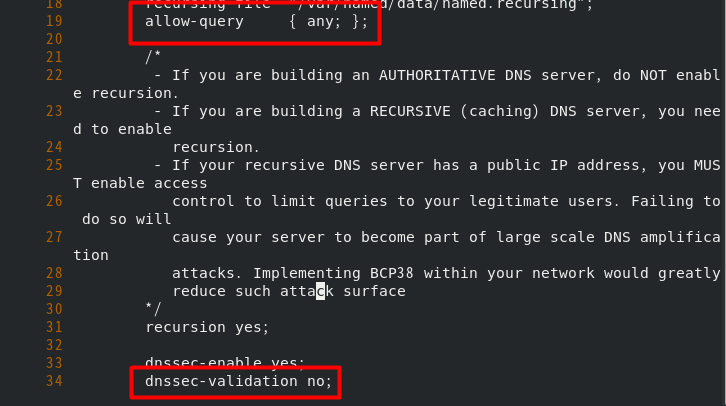 18 recursing-file "/var/named/data/named.recursing";
19 allow-query { any; };
20
21 /*
22 - If you are building an AUTHORITATIVE DNS server, do NOT enabl
e recursion.
23 - If you are building a RECURSIVE (caching) DNS server, you nee
d to enable
24 recursion.
25 - If your recursive DNS server has a public IP address, you MUS
T enable access
26 control to limit queries to your legitimate users. Failing to
do so will
27 cause your server to become part of large scale DNS amplifica
tion
28 attacks. Implementing BCP38 within your network would greatly
29 reduce such attack surface
30 */
31 recursion yes;
32
33 dnssec-enable yes;
34 dnssec-validation no;